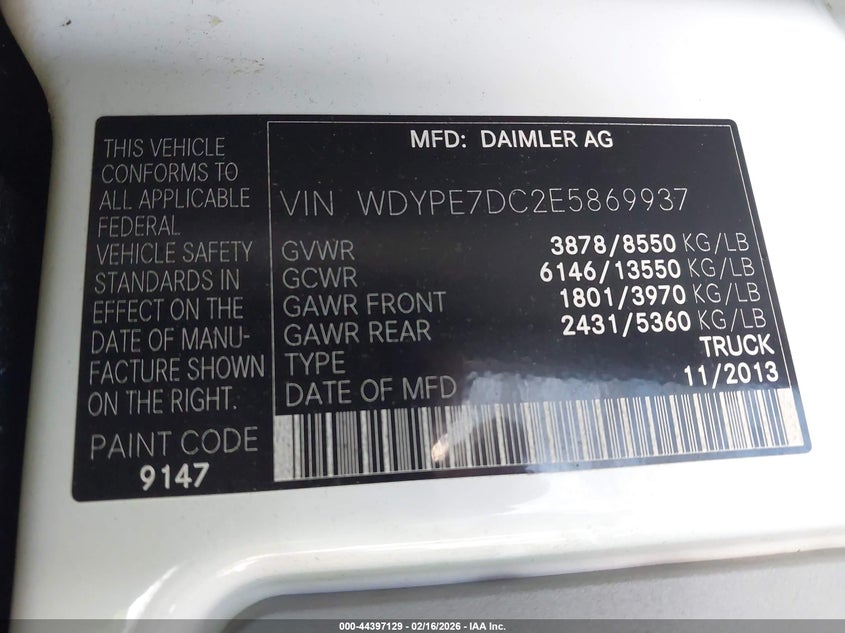 MFD: DAIMLER AG
THIS VEHICLE
CONFORMS TO
ALL APPLICABLE
FEDERAL
VEHICLE SAFETY
STANDARDS IN
EFFECT ON THE
DATE OF MANU-
FACTURE SHOWN
ON THE RIGHT.
PAINT CODE
9147
VIN WDYPE7DC2E5869937
GVWR 3878/8550 KG/LB
GCWR 6146/13550 KG/LB
GAWR FRONT 1801/3970 KG/LB
GAWR REAR 2431/5360 KG/LB
TYPE TRUCK
DATE OF MFD 11/2013
000-44397129 - 02/16/2026 - IAA Inc.